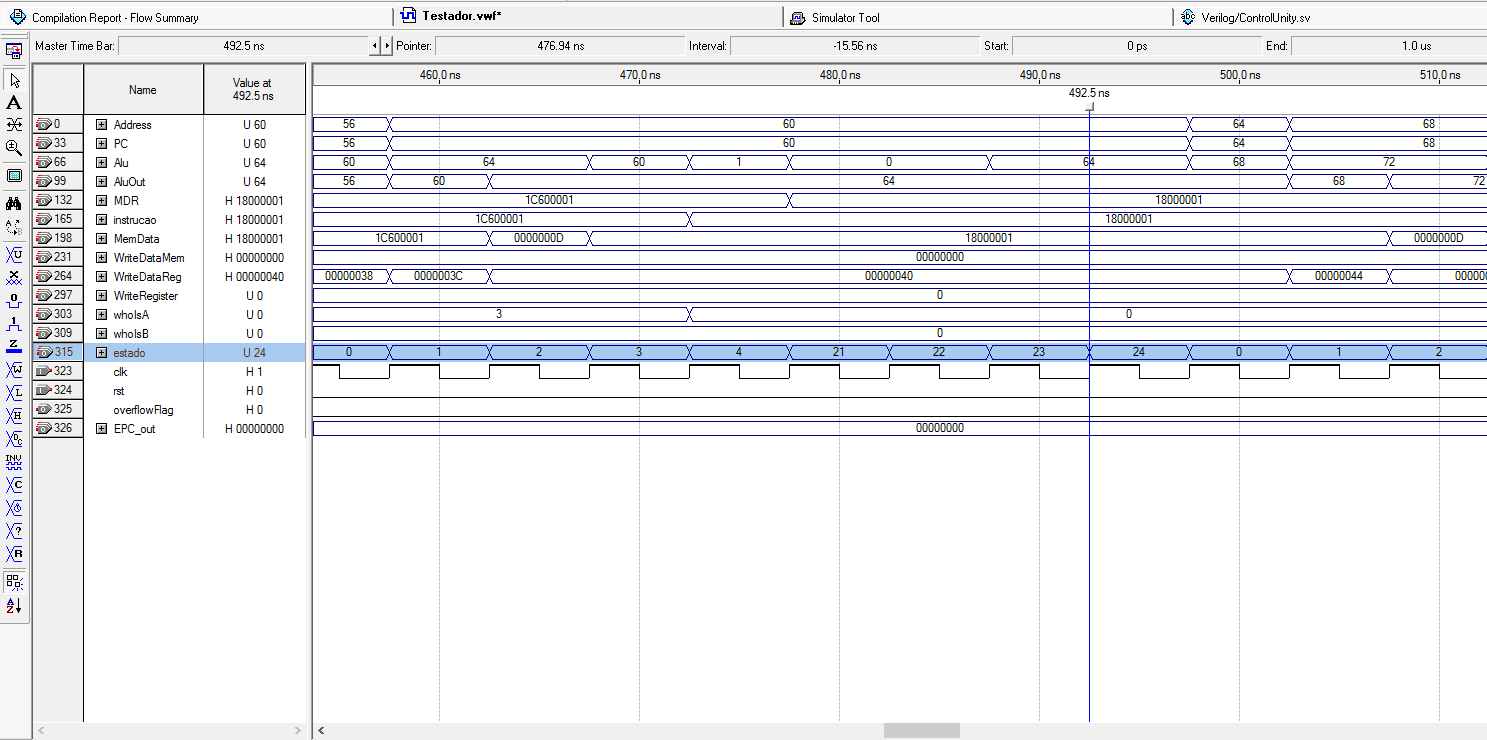 Compilation Report - Flow Summary
Testador.vwf*
Simulator Tool
abc
Verilog/ControlUnity.sv
Master Time Bar: 492.5 ns Pointer: 476.94 ns Interval: -15.56 ns Start: 0 ps End: 1.0 us
Name
Value at
492.5 ns
460,0 ns 470,0 ns 480,0 ns 490,0 ns 500,0 ns 510,0 ns
492.5 ns
0 Address U 60 56 60 64 68
33 PC U 60 56 60 64 68
66 Alu U 64 60 64 60 1 0 64 68 72
99 AluOut U 64 56 60 64 68 72
132 MDR H 18000001 1C600001 18000001
165 instrucao H 18000001 1C600001 18000001
198 MemData H 18000001 1C600001 0000000D 18000001 0000000D
231 WriteDataMem H 00000000 00000000
264 WriteDataReg H 00000040 00000038 0000003C 00000040 00000044 00000
297 WriteRegister U 0 0
303 whoIsA U 0 3 0
309 whoIsB U 0 0
315 estado U 24 0 1 2 3 4 21 22 23 24 0 1 2
323 clk H 1
324 rst H 0
325 overflowFlag H 0
326 EPC_out H 00000000 00000000